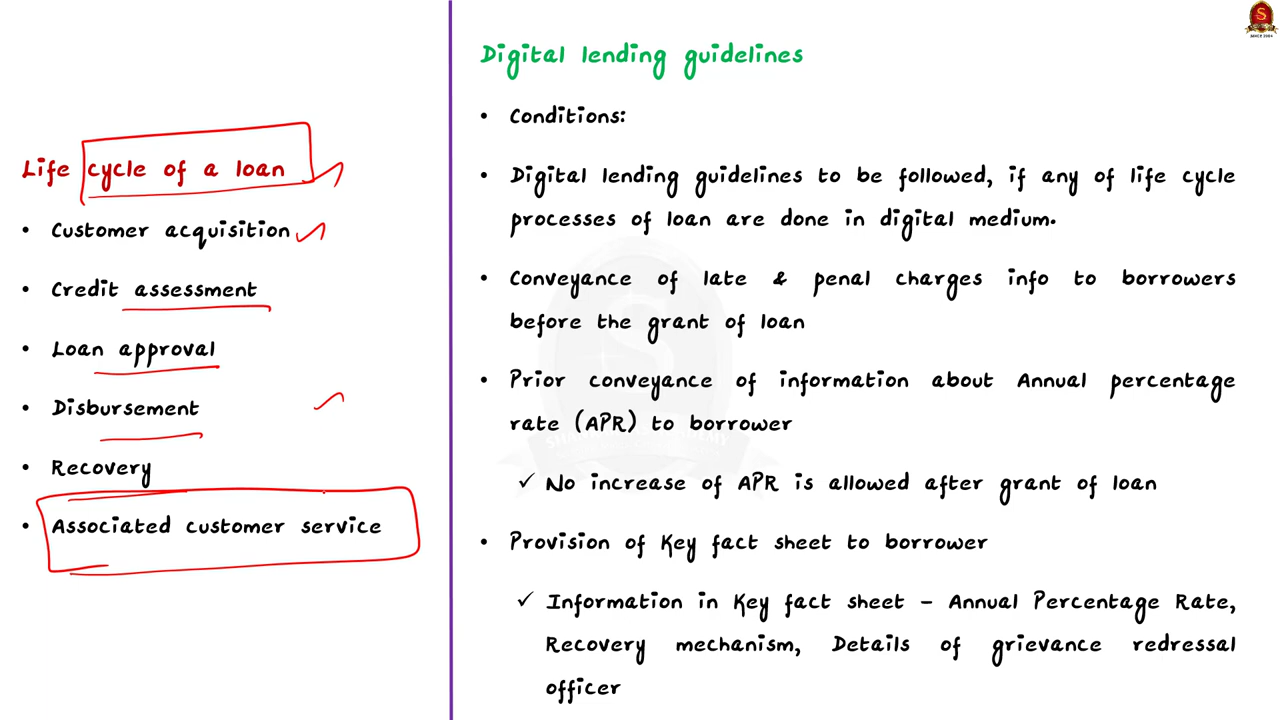 Life cycle of a loan
• Customer acquisition
• Credit assessment
• Loan approval
• Disbursement
• Recovery
• Associated customer service
Digital lending guidelines
• Conditions:
• Digital lending guidelines to be followed, if any of life cycle
processes of loan are done in digital medium.
• Conveyance of late & penal charges info to borrowers
before the grant of loan
• Prior conveyance of information about Annual percentage
rate (APR) to borrower
✓ No increase of APR is allowed after grant of loan
• Provision of Key fact sheet to borrower
✓ Information in Key fact sheet – Annual Percentage Rate,
Recovery mechanism, Details of grievance redressal
officer
S
SINCE 2004